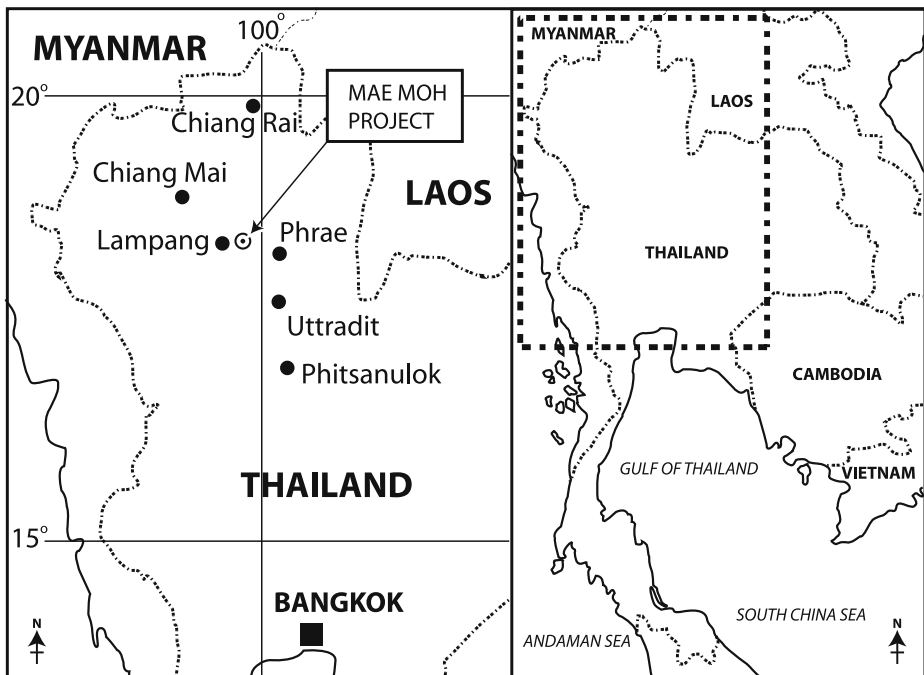 MYANMAR
100°
20°
MAE MOH
PROJECT
Chiang Rai
Chiang Mai
LAOS
Lampang
Phrae
Uttradit
Phitsanulok
THAILAND
15°
BANGKOK
N
MYANMAR
LAOS
THAILAND
CAMBODIA
GULF OF THAILAND
VIETNAM
SOUTH CHINA SEA
ANDAMAN SEA
N